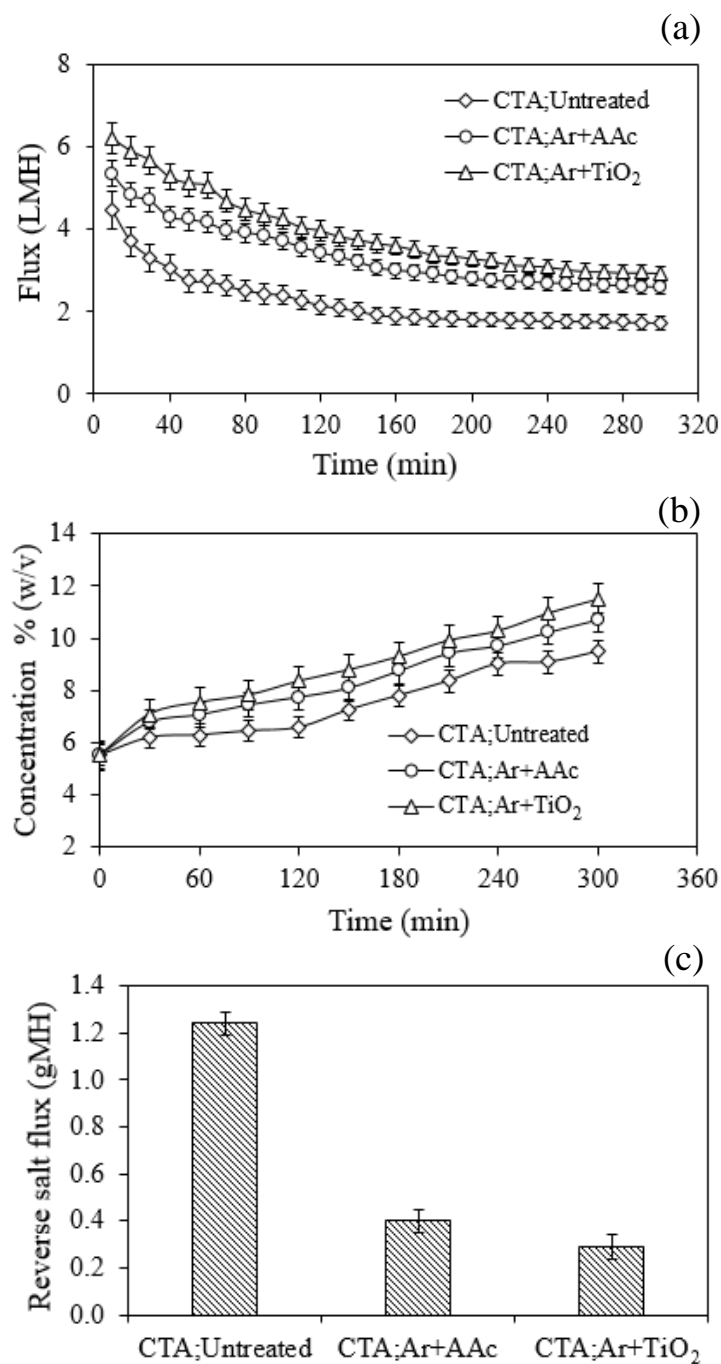 (a)
8
6
4
2
0
Flux (LMH)
CTA;Untreated
CTA;Ar+AAc
CTA;Ar+TiO₂
0 40 80 120 160 200 240 280 320
Time (min)
(b)
14
12
10
8
6
4
2
Concentration % (w/v)
CTA;Untreated
CTA;Ar+AAc
CTA;Ar+TiO₂
0 60 120 180 240 300 360
Time (min)
(c)
1.4
1.2
1.0
0.8
0.6
0.4
0.2
0.0
Reverse salt flux (gMH)
CTA;Untreated CTA;Ar+AAc CTA;Ar+TiO₂